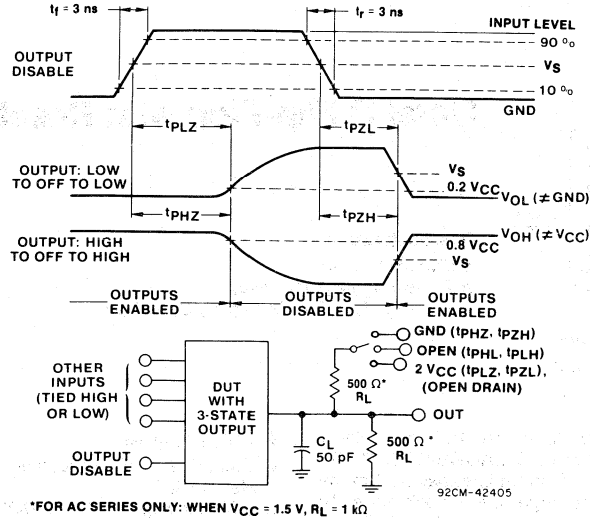 tf = 3 ns
tr = 3 ns
INPUT LEVEL
90 %
VS
10 %
GND
OUTPUT
DISABLE
tPLZ
tPZL
OUTPUT: LOW
TO OFF TO LOW
VS
0.2 VCC
VOL (≠GND)
tPHZ
tPZH
OUTPUT: HIGH
TO OFF TO
HIGH
VOH (≠VCC)
0.8 VCC
VS
OUTPUTS
ENABLED
OUTPUTS
DISABLED
OUTPUTS
ENABLED
GND (tPHZ, tPZH)
OPEN (tPHL, tPLH)
2 VCC (tPLZ, tPZL),
(OPEN DRAIN)
OTHER
INPUTS
(TIED HIGH
OR LOW)
DUT
WITH
3-STATE
OUTPUT
500 Ω*
RL
OUT
OUTPUT
DISABLE
CL
50 pF
500 Ω*
RL
92CM-42405
*FOR AC SERIES ONLY: WHEN VCC = 1.5 V, RL = 1 kΩ